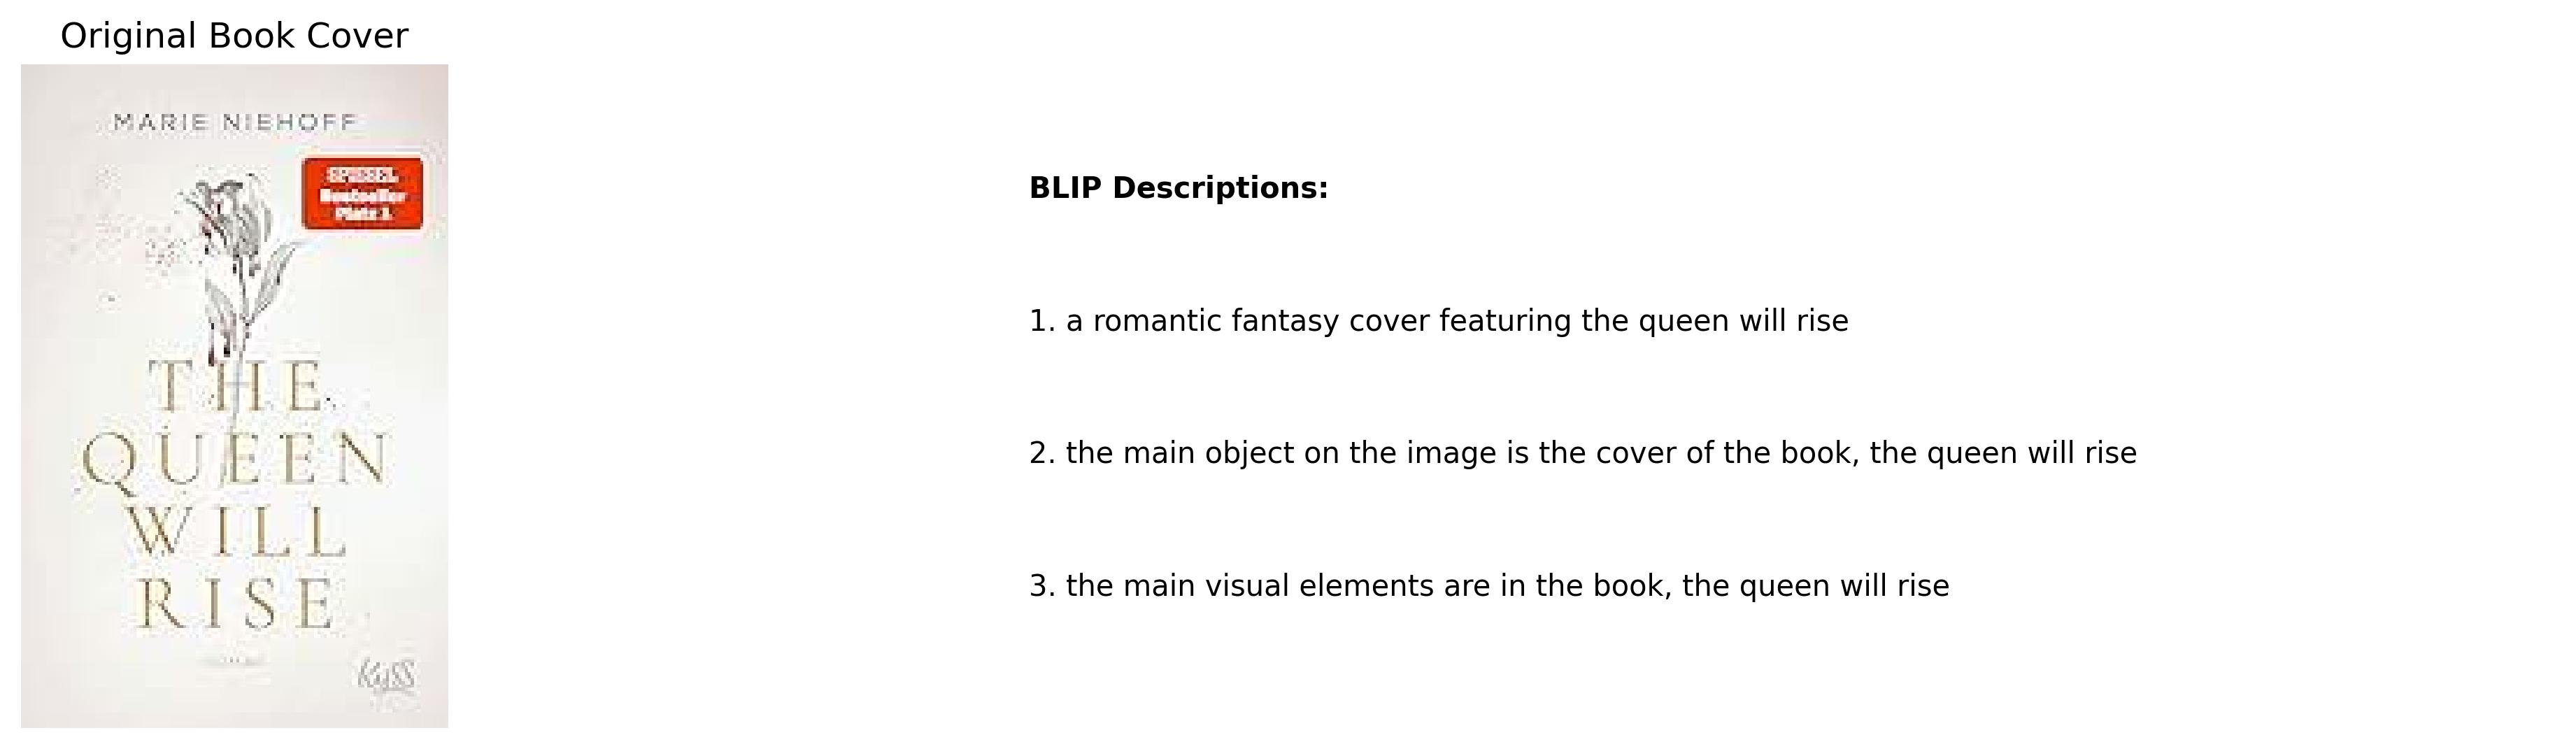 Original Book Cover
MARIE NIEHOFF
SPIEGEL
Bestseller
Platz 1
THE
QUEEN
WILL
RISE
Kyss
BLIP Descriptions:
1. a romantic fantasy cover featuring the queen will rise
2. the main object on the image is the cover of the book, the queen will rise
3. the main visual elements are in the book, the queen will rise